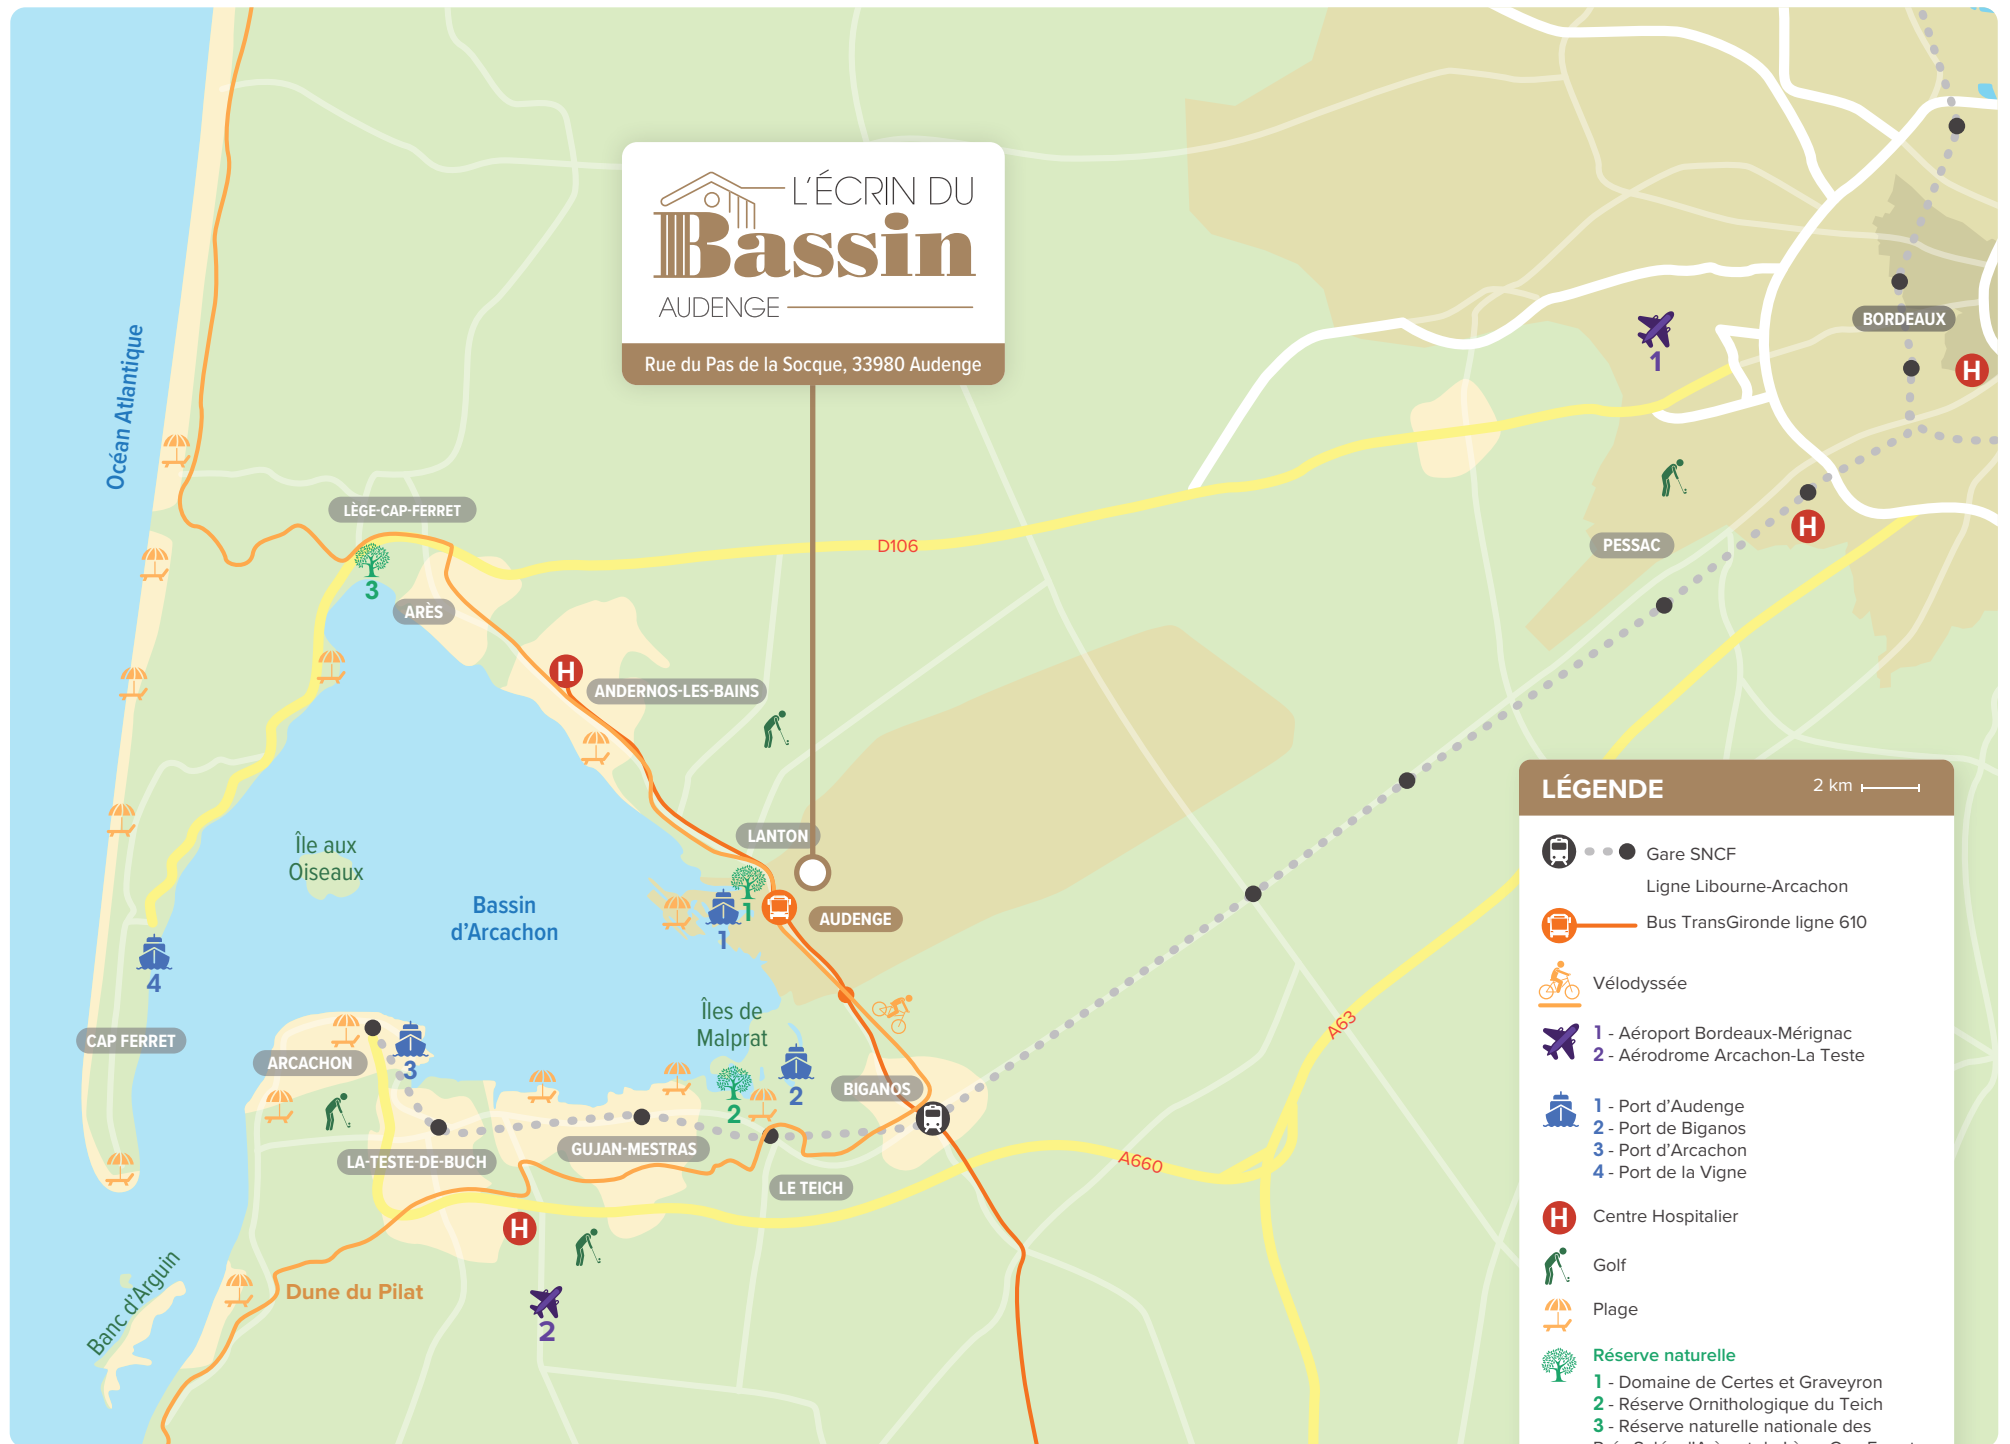 L'ÉCRIN DU
Bassin
AUDENGE
Rue du Pas de la Socque, 33980 Audenge
Océan Atlantique
BORDEAUX
1
LÈGE-CAP-FERRET
D106
PESSAC
3
ARÈS
ANDERNOS-LES-BAINS
LANTON
Île aux
Oiseaux
Bassin
d'Arcachon
1
1
AUDENGE
4
CAP FERRET
Îles de
Malprat
ARCACHON
3
2
2
BIGANOS
A63
LA-TESTE-DE-BUCH
GUJAN-MESTRAS
LE TEICH
A660
Banc d'Arguin
Dune du Pilat
2
LÉGENDE
2 km
Gare SNCF
Ligne Libourne-Arcachon
Bus TransGironde ligne 610
Vélodyssée
1 - Aéroport Bordeaux-Mérignac
2 - Aérodrome Arcachon-La Teste
1 - Port d'Audenge
2 - Port de Biganos
3 - Port d'Arcachon
4 - Port de la Vigne
H Centre Hospitalier
Golf
Plage
Réserve naturelle
1 - Domaine de Certes et Graveyron
2 - Réserve Ornithologique du Teich
3 - Réserve naturelle nationale des
H
H
H
H